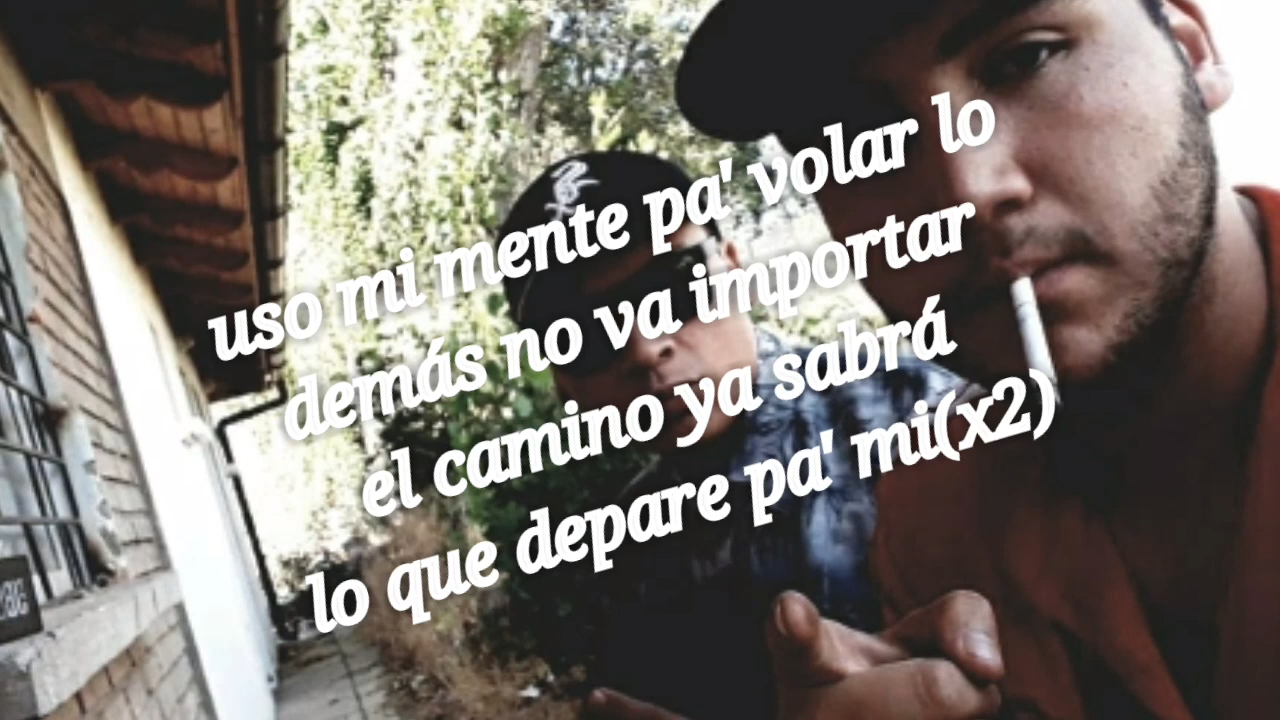 uso mi mente pa' volar lo
demás no va importar
el camino ya sabrá
lo que depare pa' mi(x2)